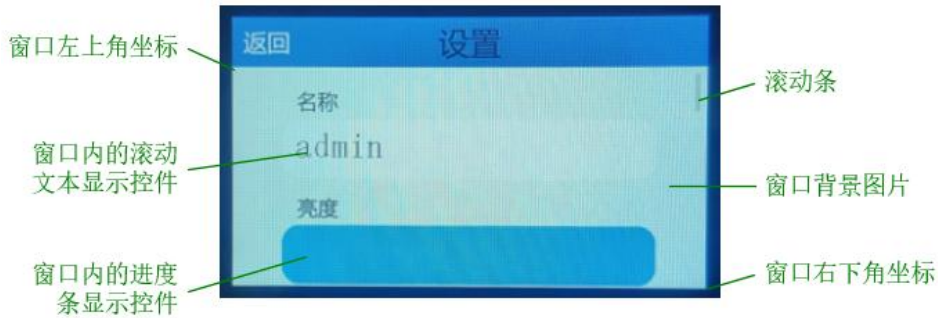 窗口左上角坐标
返回
设置
滚动条
名称
admin
窗口内的滚动
文本显示控件
窗口背景图片
亮度
窗口内的进度
条显示控件
窗口右下角坐标